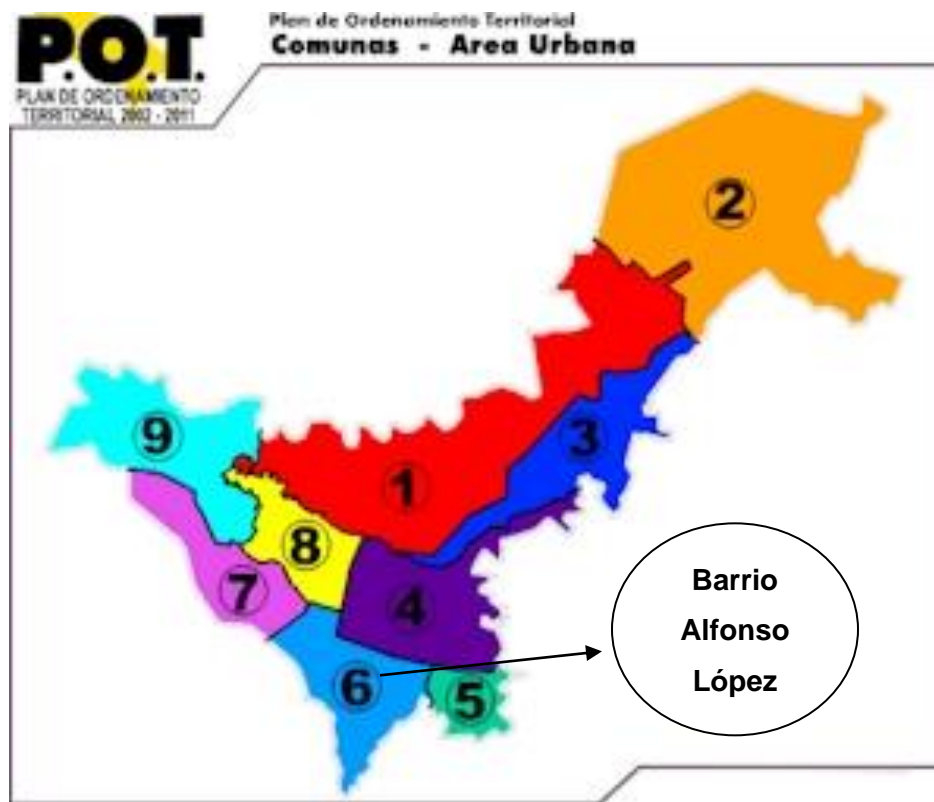 Plan de Ordenamiento Territorial
Comunas - Area Urbana
P.O.T.
PLAN DE ORDENAMIENTO
TERRITORIAL 2002 - 2011
2
3
9
1
8
7
4
6
5
Barrio
Alfonso
López